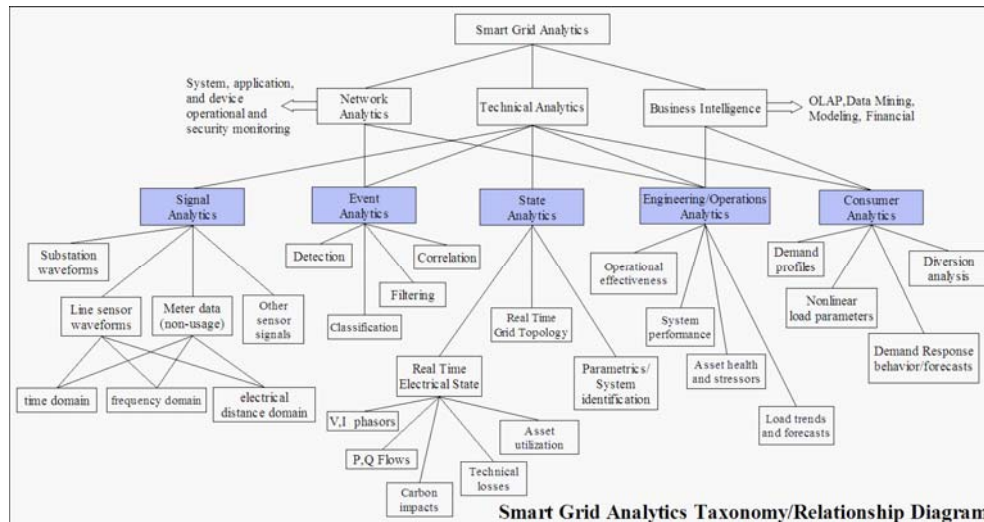 Smart Grid Analytics
System, application,
and device
operational and
security monitoring
Network
Analytics
Technical Analytics
Business Intelligence
OLAP,Data Mining,
Modeling, Financial
Signal
Analytics
Event
Analytics
State
Analytics
Engineering/Operations
Analytics
Consumer
Analytics
Substation
waveforms
Line sensor
waveforms
Meter data
(non-usage)
Other
sensor
signals
time domain
frequency domain
electrical
distance domain
Detection
Classification
Filtering
Correlation
Real Time
Electrical State
Real Time
Grid Topology
Parametrics/
System
identification
V,I phasors
P,Q Flows
Carbon
impacts
Technical
losses
Asset
utilization
Operational
effectiveness
System
performance
Asset health
and stressors
Load trends
and forecasts
Demand
profiles
Nonlinear
load parameters
Demand Response
behavior/forecasts
Diversion
analysis
Smart Grid Analytics Taxonomy/Relationship Diagram